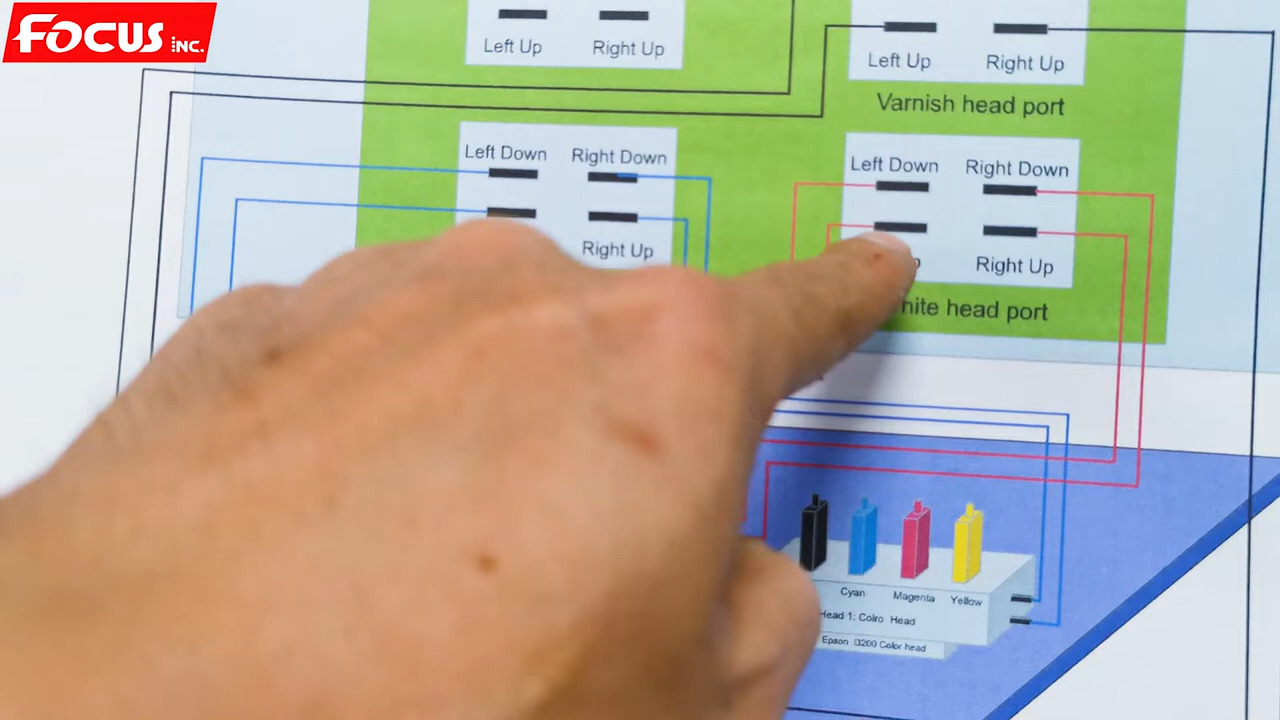 FOCUS INC.
Left Up Right Up
Left Up Right Up
Varnish head port
Left Down Right Down
Right Up
Left Down Right Down
Right Up
head port
Cyan Magenta Yellow
Head 1: Colro Head
Epson i3200 Color head